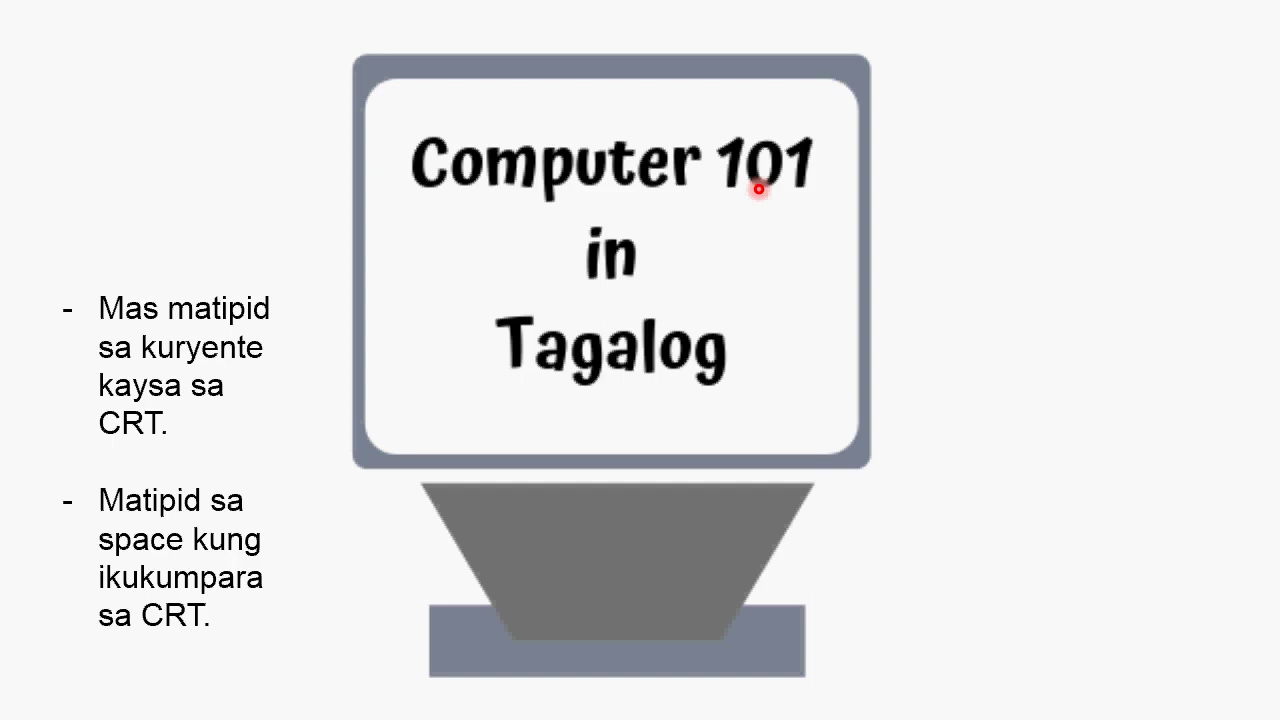 Computer 101
in
Tagalog
- Mas matipid
sa kuryente
kaysa sa
CRT.
- Matipid sa
space kung
ikukumpara
sa CRT.